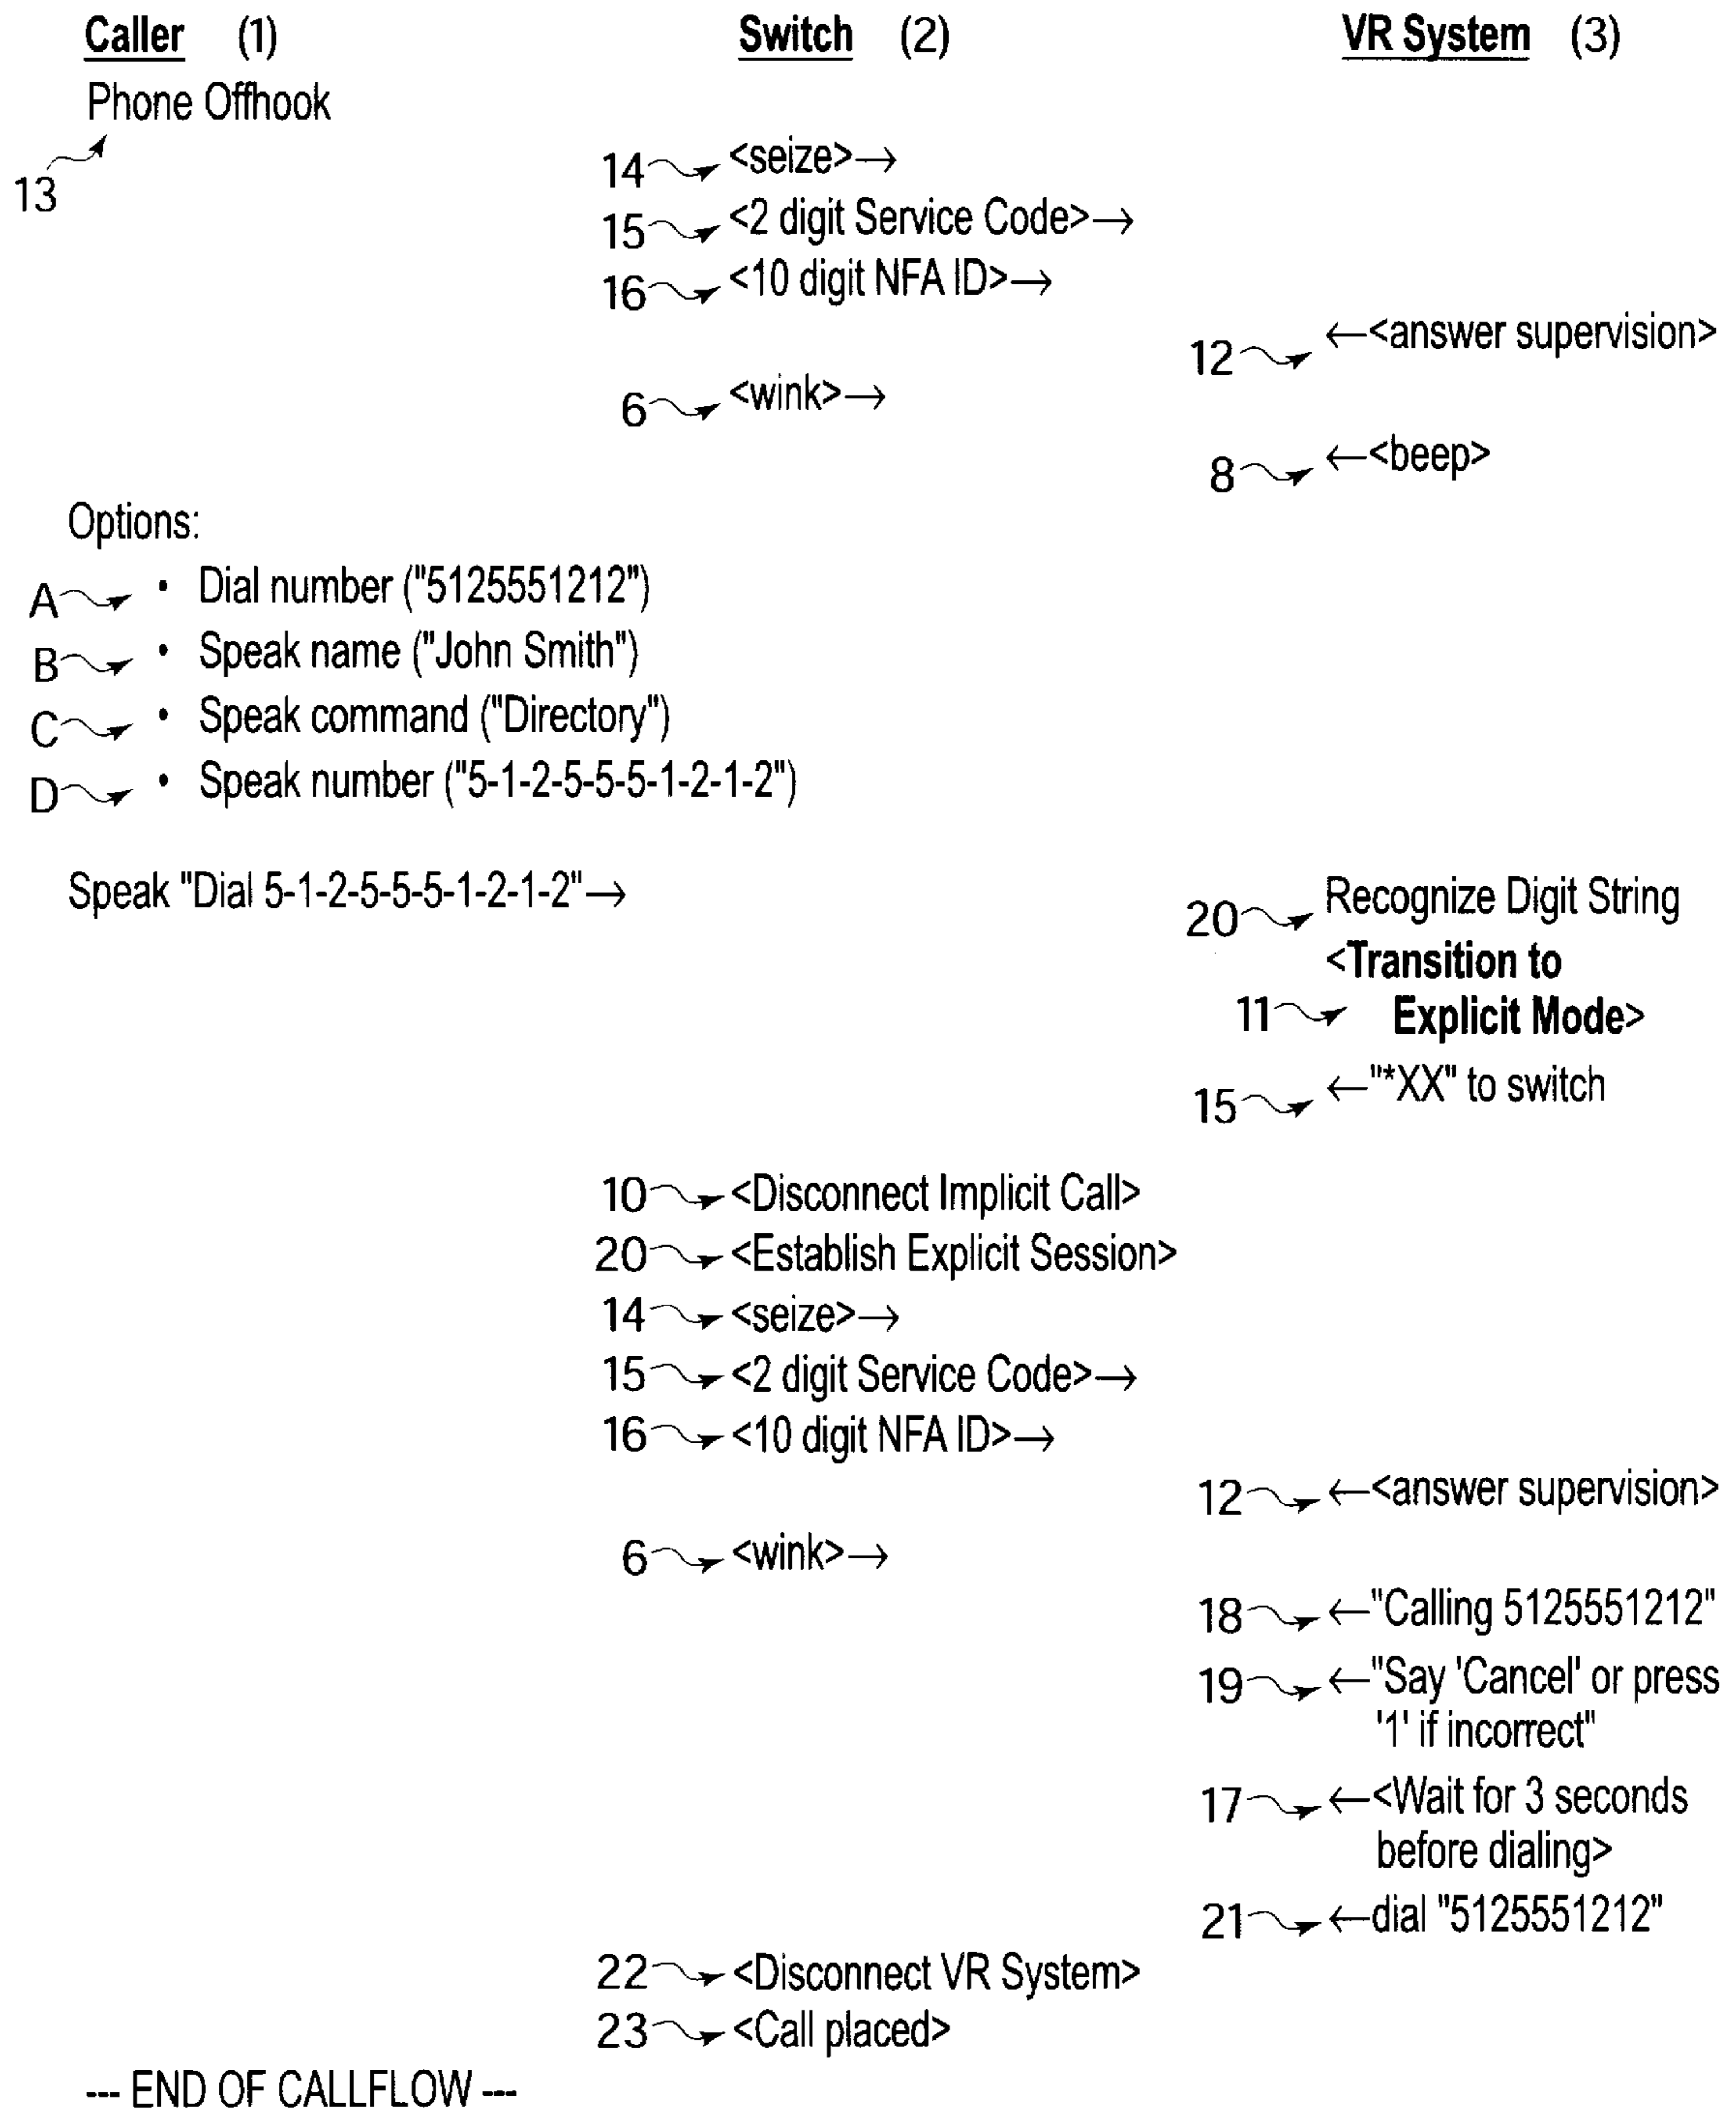 Caller (1) Switch (2) VR System (3)
Phone Offhook
13
14 <seize>→
15 <2 digit Service Code>→
16 <10 digit NFA ID>→
12 ←<answer supervision>
6 <wink>→
8 ←<beep>
Options:
A • Dial number ("5125551212")
B • Speak name ("John Smith")
C • Speak command ("Directory")
D • Speak number ("5-1-2-5-5-5-1-2-1-2")
Speak "Dial 5-1-2-5-5-5-1-2-1-2"→
20 Recognize Digit String
<Transition to
11 Explicit Mode>
15 ←"*XX" to switch
10 <Disconnect Implicit Call>
20 <Establish Explicit Session>
14 <seize>→
15 <2 digit Service Code>→
16 <10 digit NFA ID>→
12 ←<answer supervision>
6 <wink>→
18 ←"Calling 5125551212"
19 ←"Say 'Cancel' or press
'1' if incorrect"
17 ←<Wait for 3 seconds
before dialing>
21 ←dial "5125551212"
22 <Disconnect VR System>
23 <Call placed>
--- END OF CALLFLOW ---